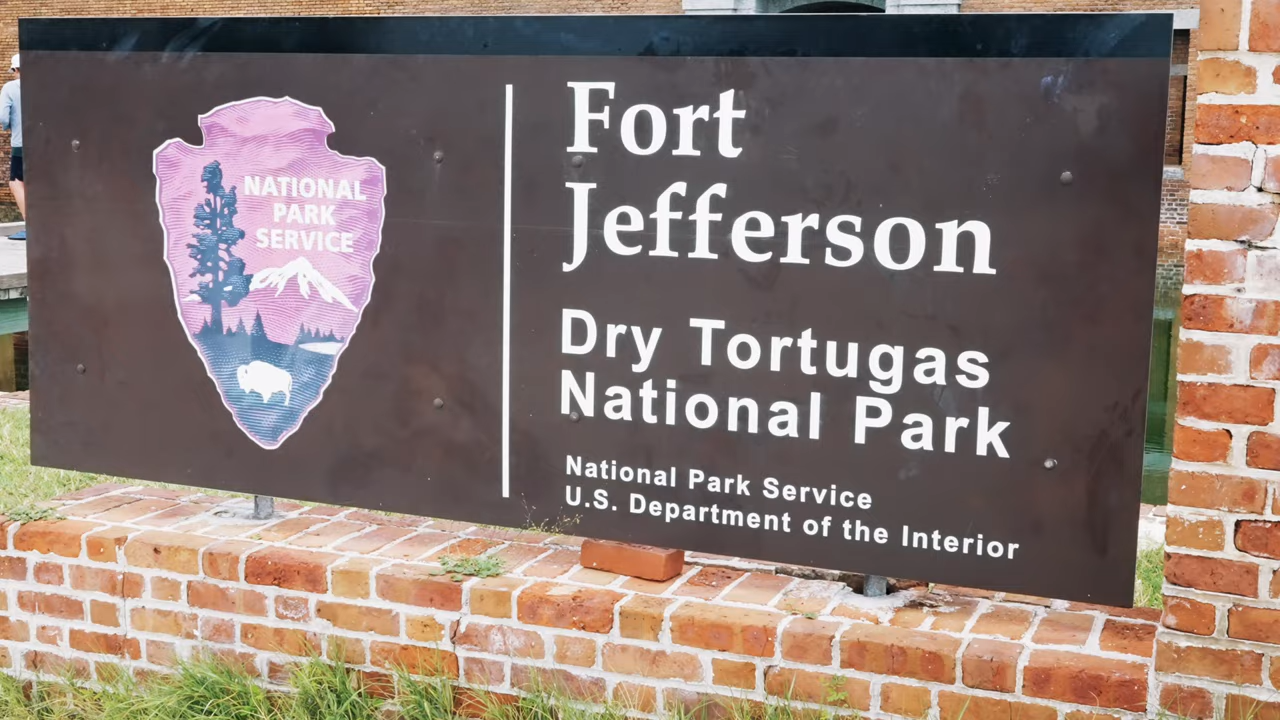 NATIONAL
PARK
SERVICE
Fort
Jefferson
Dry Tortugas
National Park
National Park Service
U.S. Department of the Interior